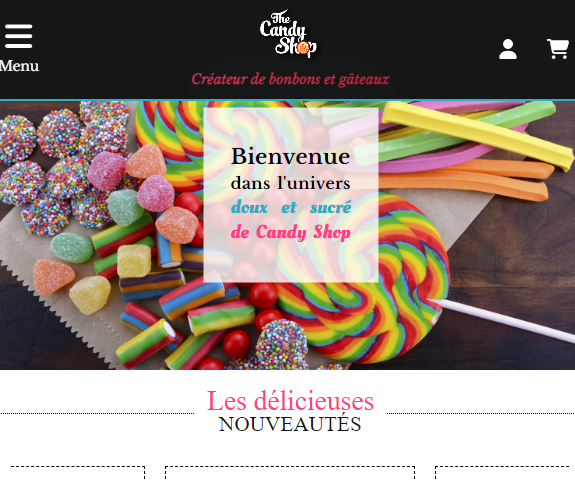 The
Candy
Shop
Menu
Créateur de bonbons et gâteaux
Bienvenue
dans l'univers
doux et sucré
de Candy Shop
Les délicieuses
NOUVEAUTÉS